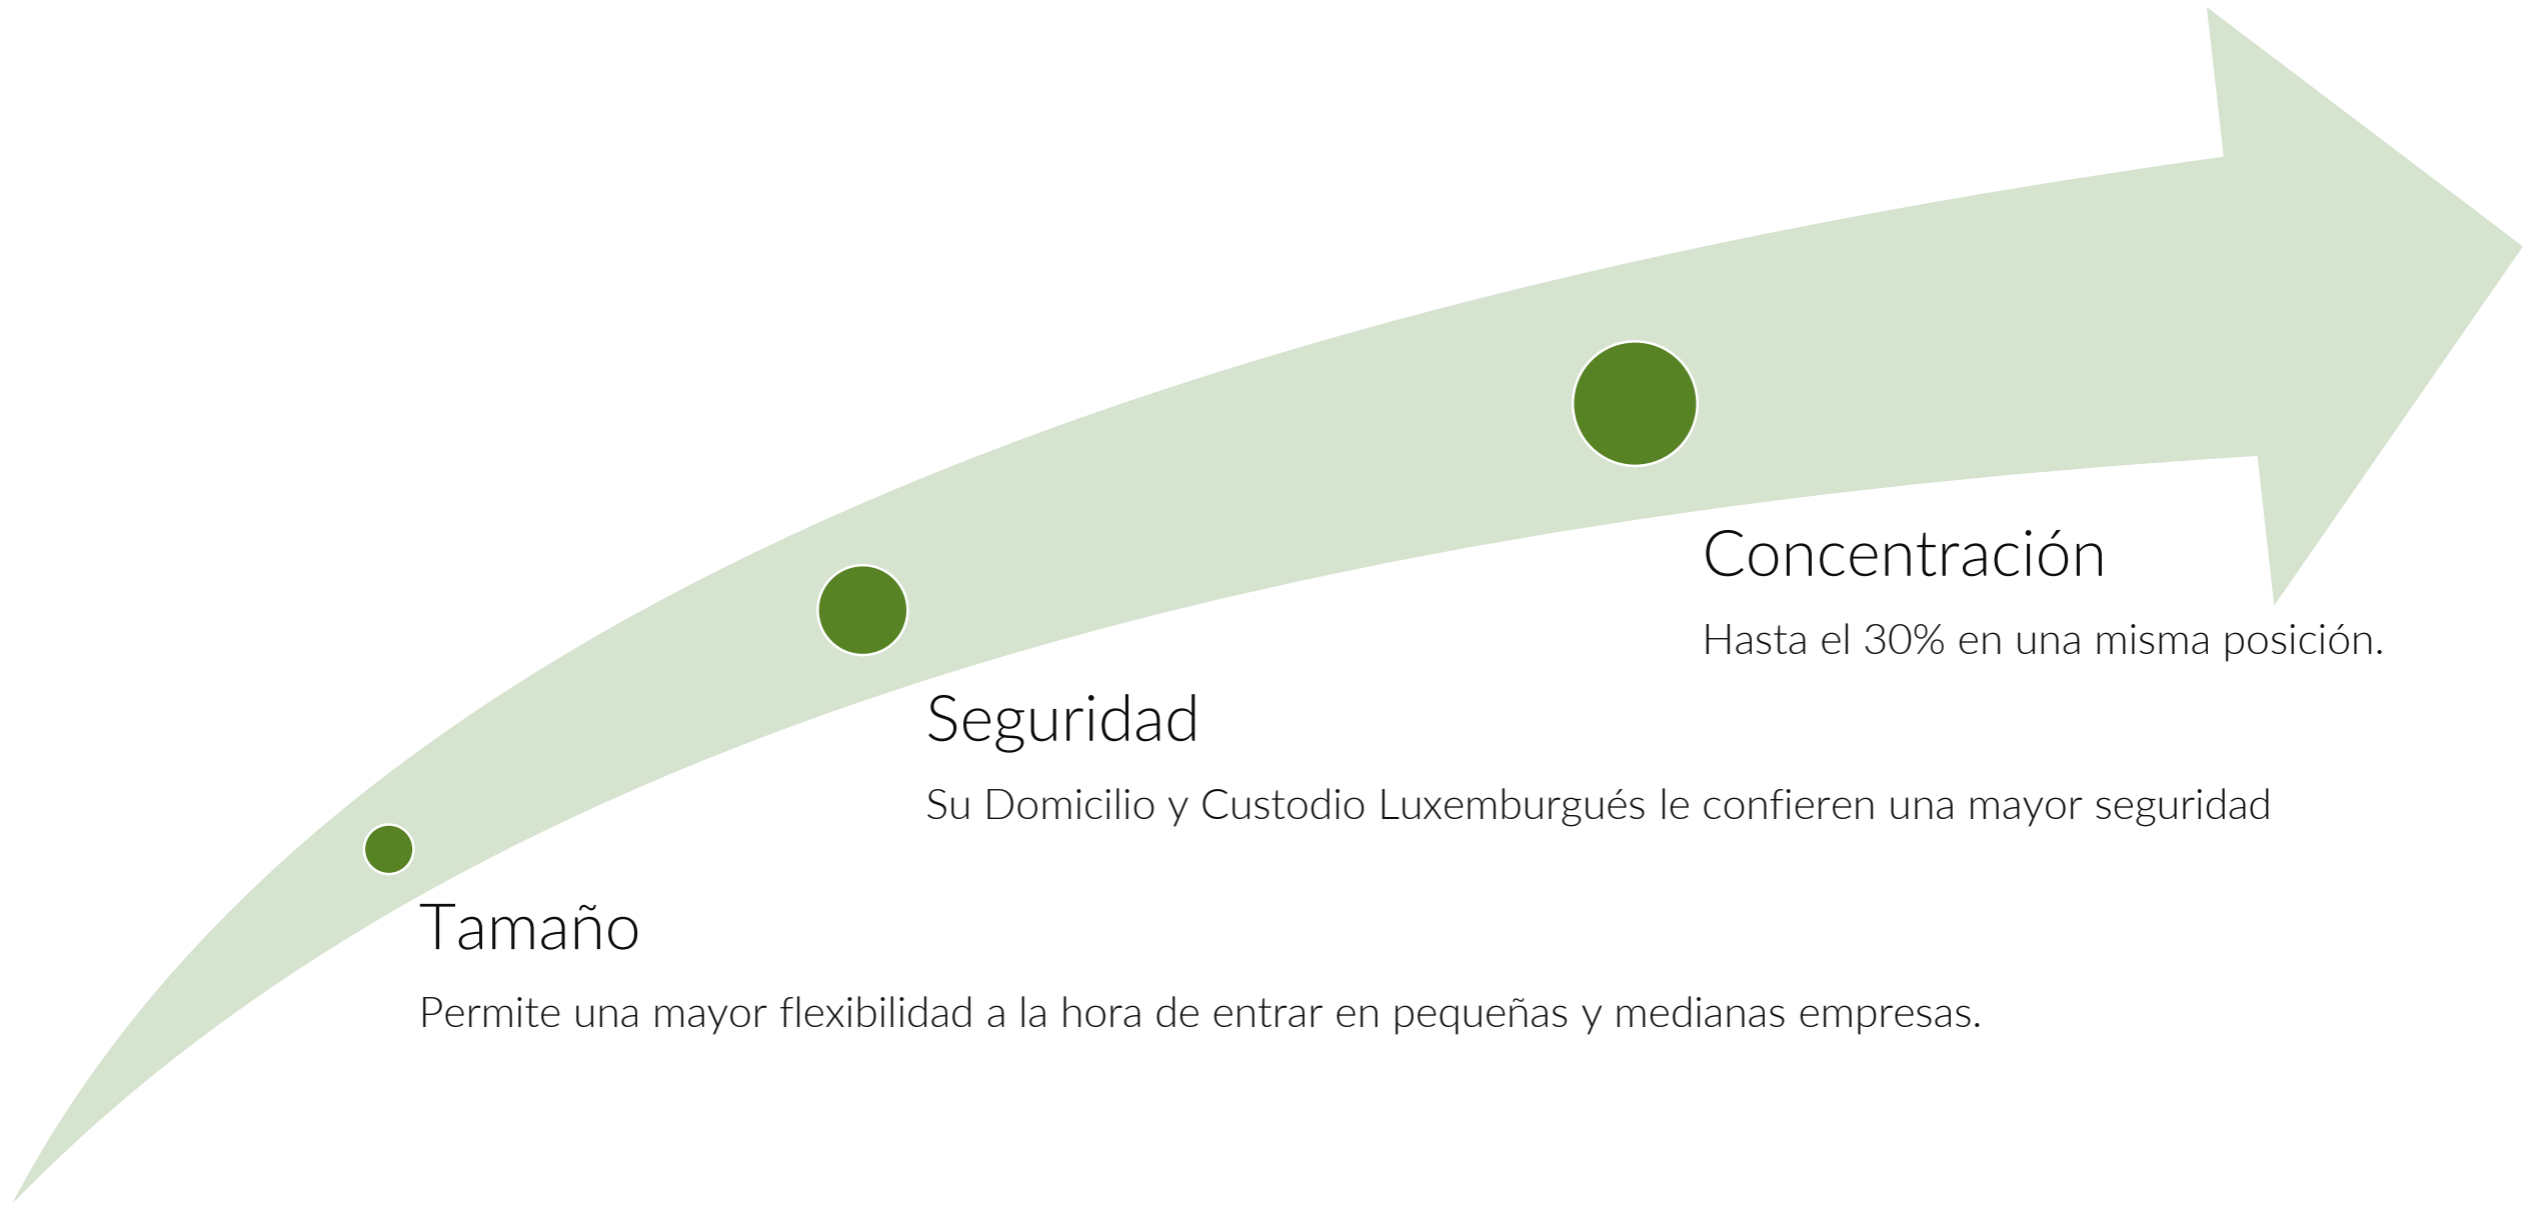 Concentración
Hasta el 30% en una misma posición.
Seguridad
Su Domicilio y Custodio Luxemburgués le confieren una mayor seguridad
Tamaño
Permite una mayor flexibilidad a la hora de entrar en pequeñas y medianas empresas.